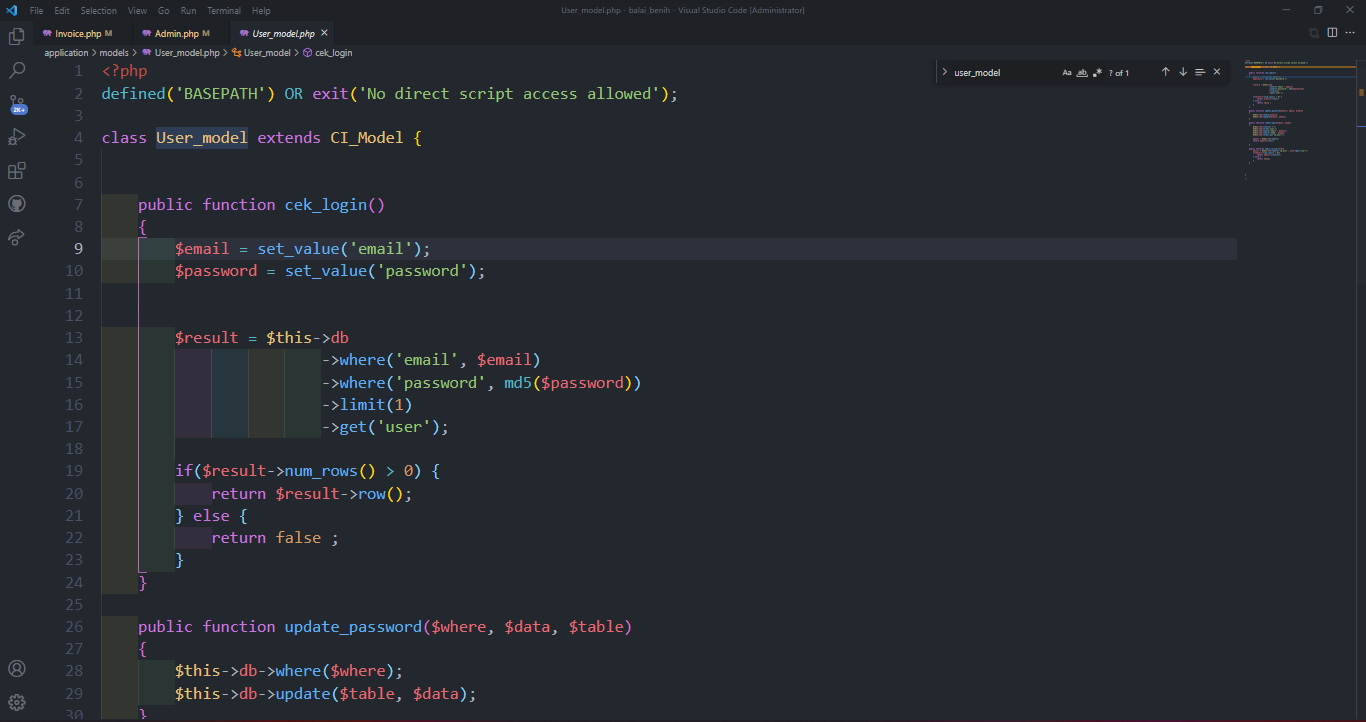 File Edit Selection View Go Run Terminal Help
User_model.php - balai_benih - Visual Studio Code [Administrator]
Invoice.php M Admin.php M User_model.php
application > models > User_model.php > User_model > cek_login
user_model Aa ab ? of 1
2K+
1 <?php
2 defined('BASEPATH') OR exit('No direct script access allowed');
3
4 class User_model extends CI_Model {
5
6
7 public function cek_login()
8 {
9 $email = set_value('email');
10 $password = set_value('password');
11
12
13 $result = $this->db
14 ->where('email', $email)
15 ->where('password', md5($password))
16 ->limit(1)
17 ->get('user');
18
19 if($result->num_rows() > 0) {
20 return $result->row();
21 } else {
22 return false ;
23 }
24 }
25
26 public function update_password($where, $data, $table)
27 {
28 $this->db->where($where);
29 $this->db->update($table, $data);
30 }